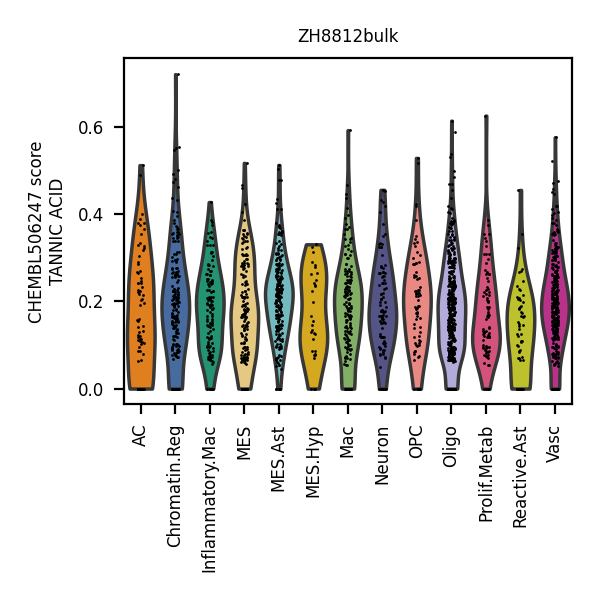 ZH8812bulk
CHEMBL506247 score
TANNIC ACID
0.6
0.4
0.2
0.0
AC
Chromatin.Reg
Inflammatory.Mac
MES
MES.Ast
MES.Hyp
Mac
Neuron
OPC
Oligo
Prolif.Metab
Reactive.Ast
Vasc